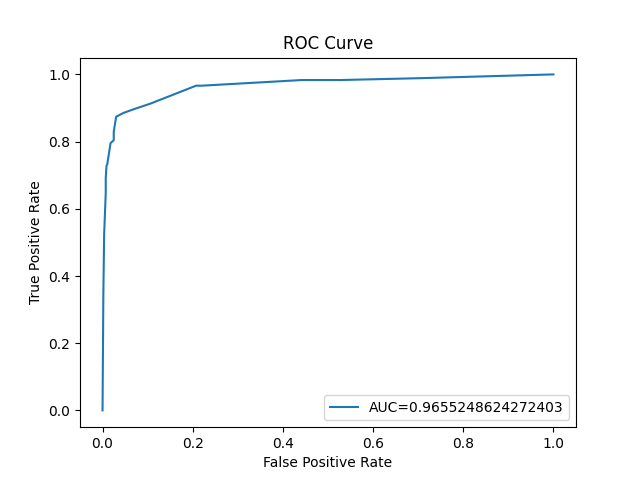 ROC Curve
1.0
0.8
0.6
0.4
0.2
0.0
True Positive Rate
AUC=0.9655248624272403
0.0 0.2 0.4 0.6 0.8 1.0
False Positive Rate